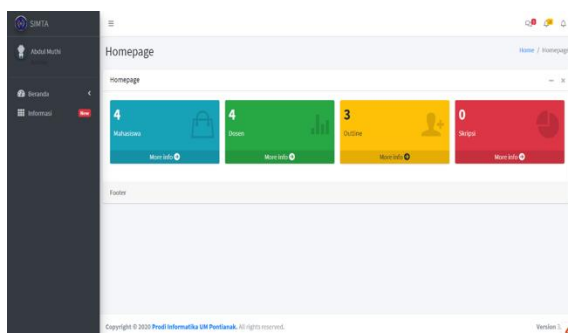 SIMTA
Abdul Muthi
Beranda
Informasi New
Homepage
Home / Homepage
Homepage
4
Mahasiswa
More info
4
Dosen
More info
3
Outline
More info
0
Skripsi
More info
Footer
Copyright © 2020 Prodi Informatika UM Pontianak. All rights reserved.
Version